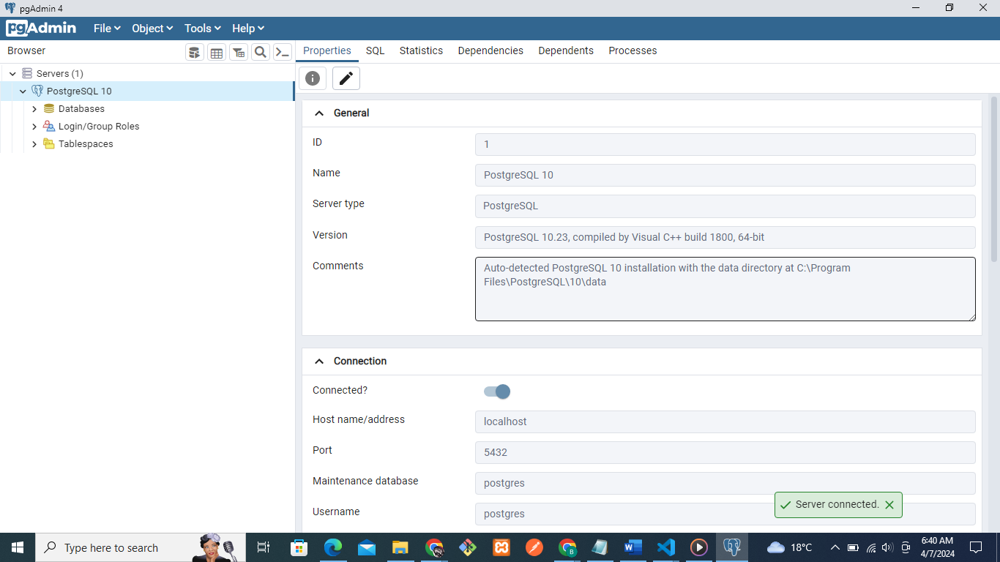 pgAdmin 4
pgAdmin File Object Tools Help
Browser
Properties SQL Statistics Dependencies Dependents Processes
Servers (1)
PostgreSQL 10
Databases
Login/Group Roles
Tablespaces
General
ID 1
Name PostgreSQL 10
Server type PostgreSQL
Version PostgreSQL 10.23, compiled by Visual C++ build 1800, 64-bit
Comments Auto-detected PostgreSQL 10 installation with the data directory at C:\Program
Files\PostgreSQL\10\data
Connection
Connected?
Host name/address localhost
Port 5432
Maintenance database postgres
Server connected.
Username postgres
Type here to search
18°C
6:40 AM
4/7/2024